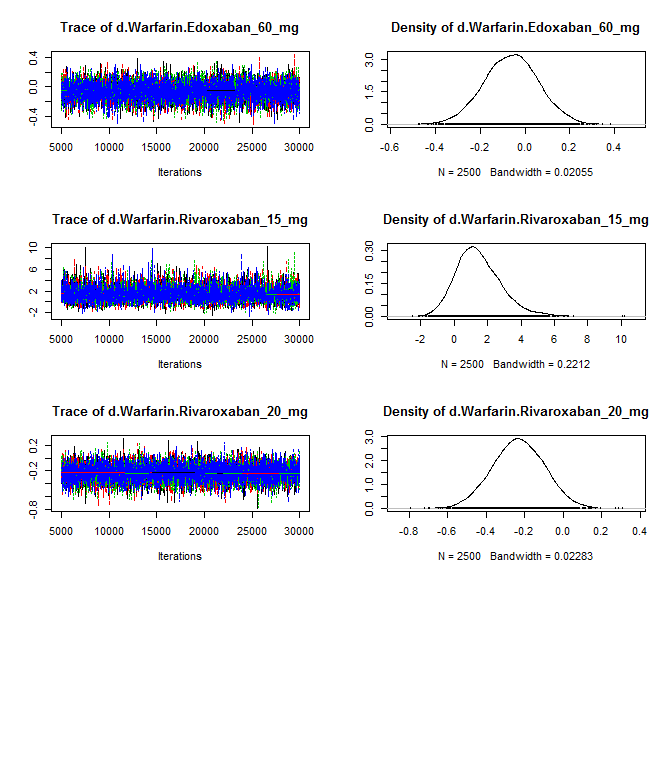 Trace of d.Warfarin.Edoxaban_60_mg
Density of d.Warfarin.Edoxaban_60_mg
-0.4 0.0 0.4
5000 10000 15000 20000 25000 30000
Iterations
0.0 1.5 3.0
-0.6 -0.4 -0.2 0.0 0.2 0.4
N = 2500 Bandwidth = 0.02055
Trace of d.Warfarin.Rivaroxaban_15_mg
Density of d.Warfarin.Rivaroxaban_15_mg
-2 2 6 10
5000 10000 15000 20000 25000 30000
Iterations
0.00 0.15 0.30
-2 0 2 4 6 8 10
N = 2500 Bandwidth = 0.2212
Trace of d.Warfarin.Rivaroxaban_20_mg
Density of d.Warfarin.Rivaroxaban_20_mg
-0.8 -0.2 0.2
5000 10000 15000 20000 25000 30000
Iterations
0.0 1.0 2.0 3.0
-0.8 -0.6 -0.4 -0.2 0.0 0.2 0.4
N = 2500 Bandwidth = 0.02283